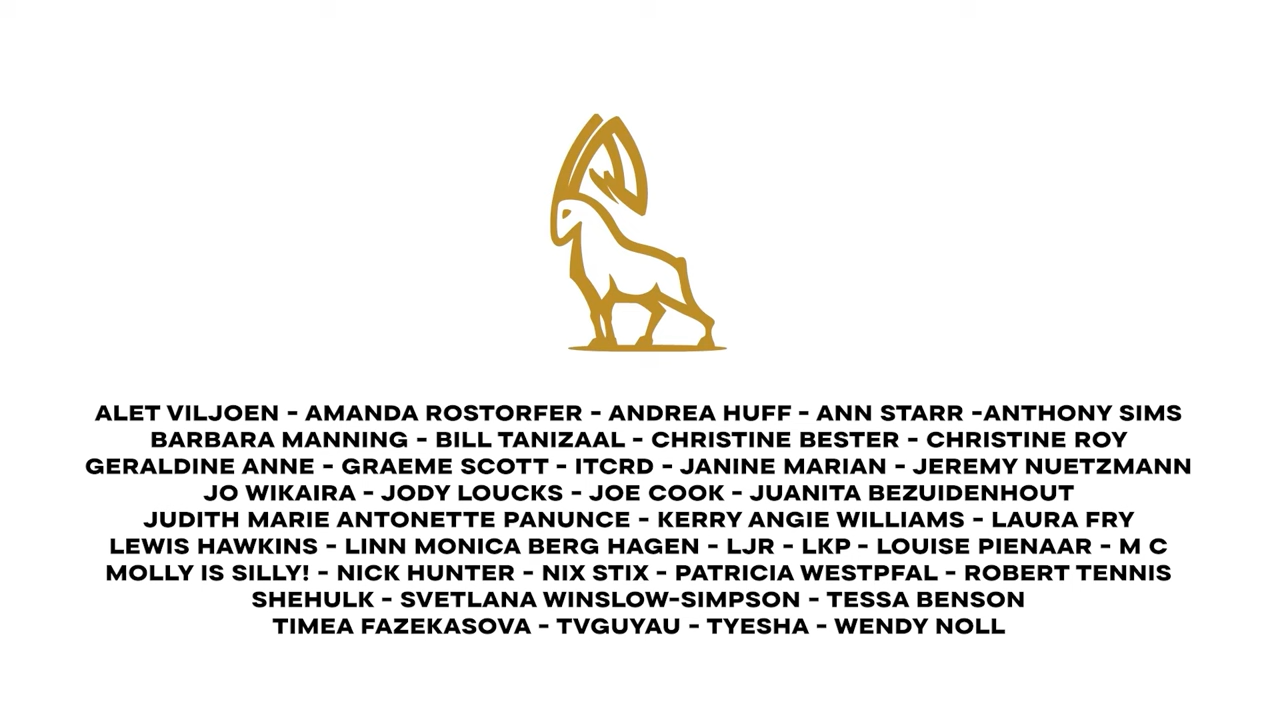 ALET VILJOEN - AMANDA ROSTORFER - ANDREA HUFF - ANN STARR -ANTHONY SIMS
BARBARA MANNING - BILL TANIZAAL - CHRISTINE BESTER - CHRISTINE ROY
GERALDINE ANNE - GRAEME SCOTT - ITCRD - JANINE MARIAN - JEREMY NUETZMANN
JO WIKAIRA - JODY LOUCKS - JOE COOK - JUANITA BEZUIDENHOUT
JUDITH MARIE ANTONETTE PANUNCE - KERRY ANGIE WILLIAMS - LAURA FRY
LEWIS HAWKINS - LINN MONICA BERG HAGEN - LJR - LKP - LOUISE PIENAAR - M C
MOLLY IS SILLY! - NICK HUNTER - NIX STIX - PATRICIA WESTPFAL - ROBERT TENNIS
SHEHULK - SVETLANA WINSLOW-SIMPSON - TESSA BENSON
TIMEA FAZEKASOVA - TVGUYAU - TYESHA - WENDY NOLL